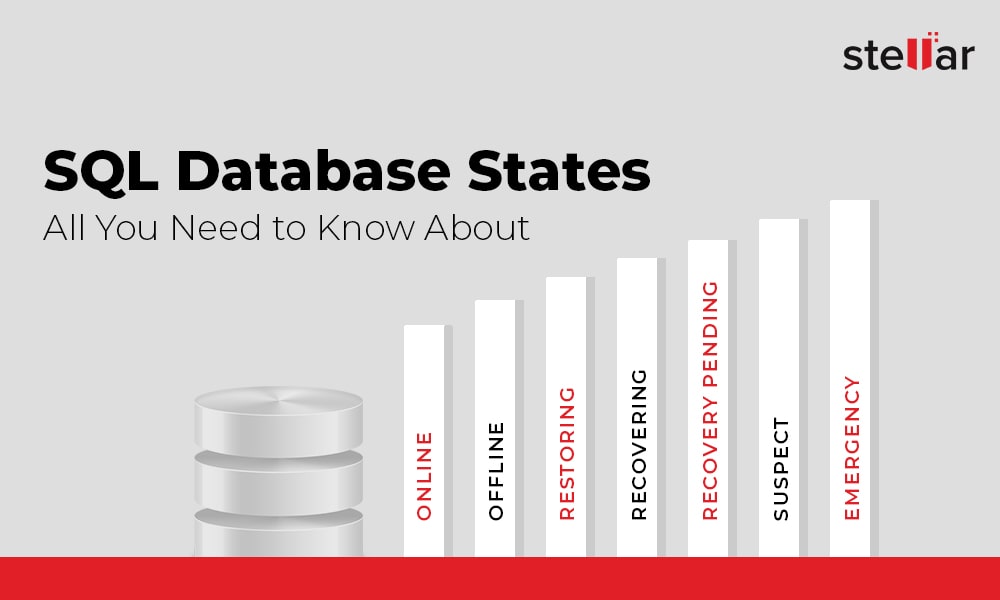 stellar
SQL Database States
All You Need to Know About
ONLINE
OFFLINE
RESTORING
RECOVERING
RECOVERY PENDING
SUSPECT
EMERGENCY